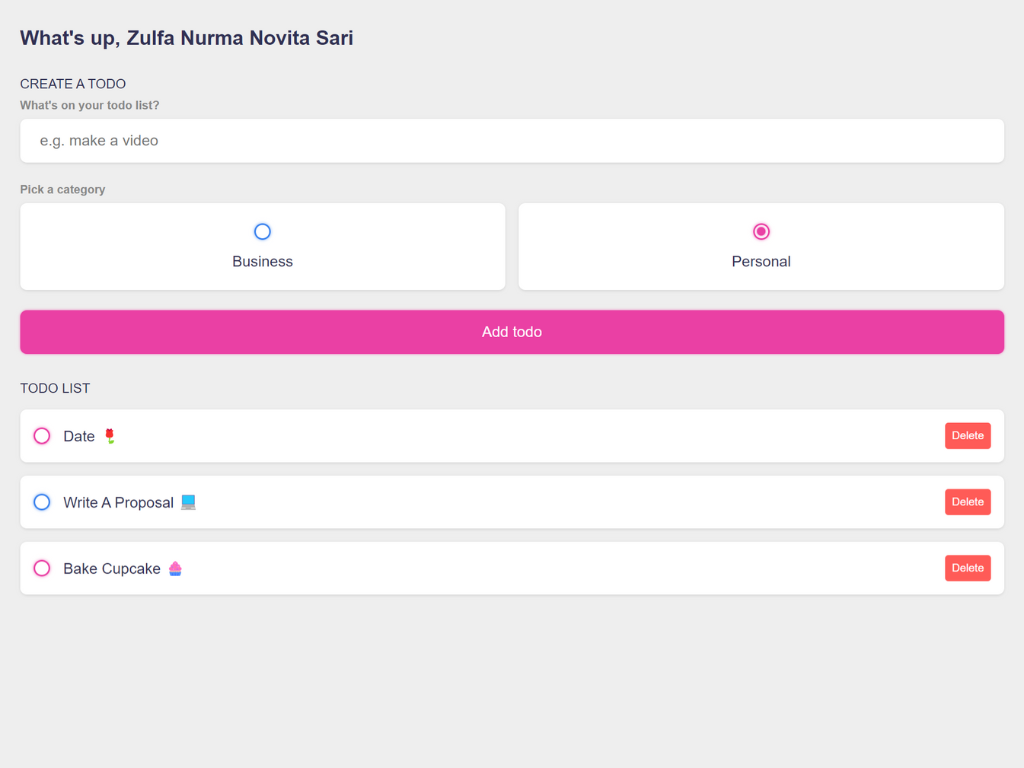 What's up, Zulfa Nurma Novita Sari
CREATE A TODO
What's on your todo list?
e.g. make a video
Pick a category
Business
Personal
Add todo
TODO LIST
Date 🌷
Delete
Write A Proposal 💻
Delete
Bake Cupcake 🧁
Delete